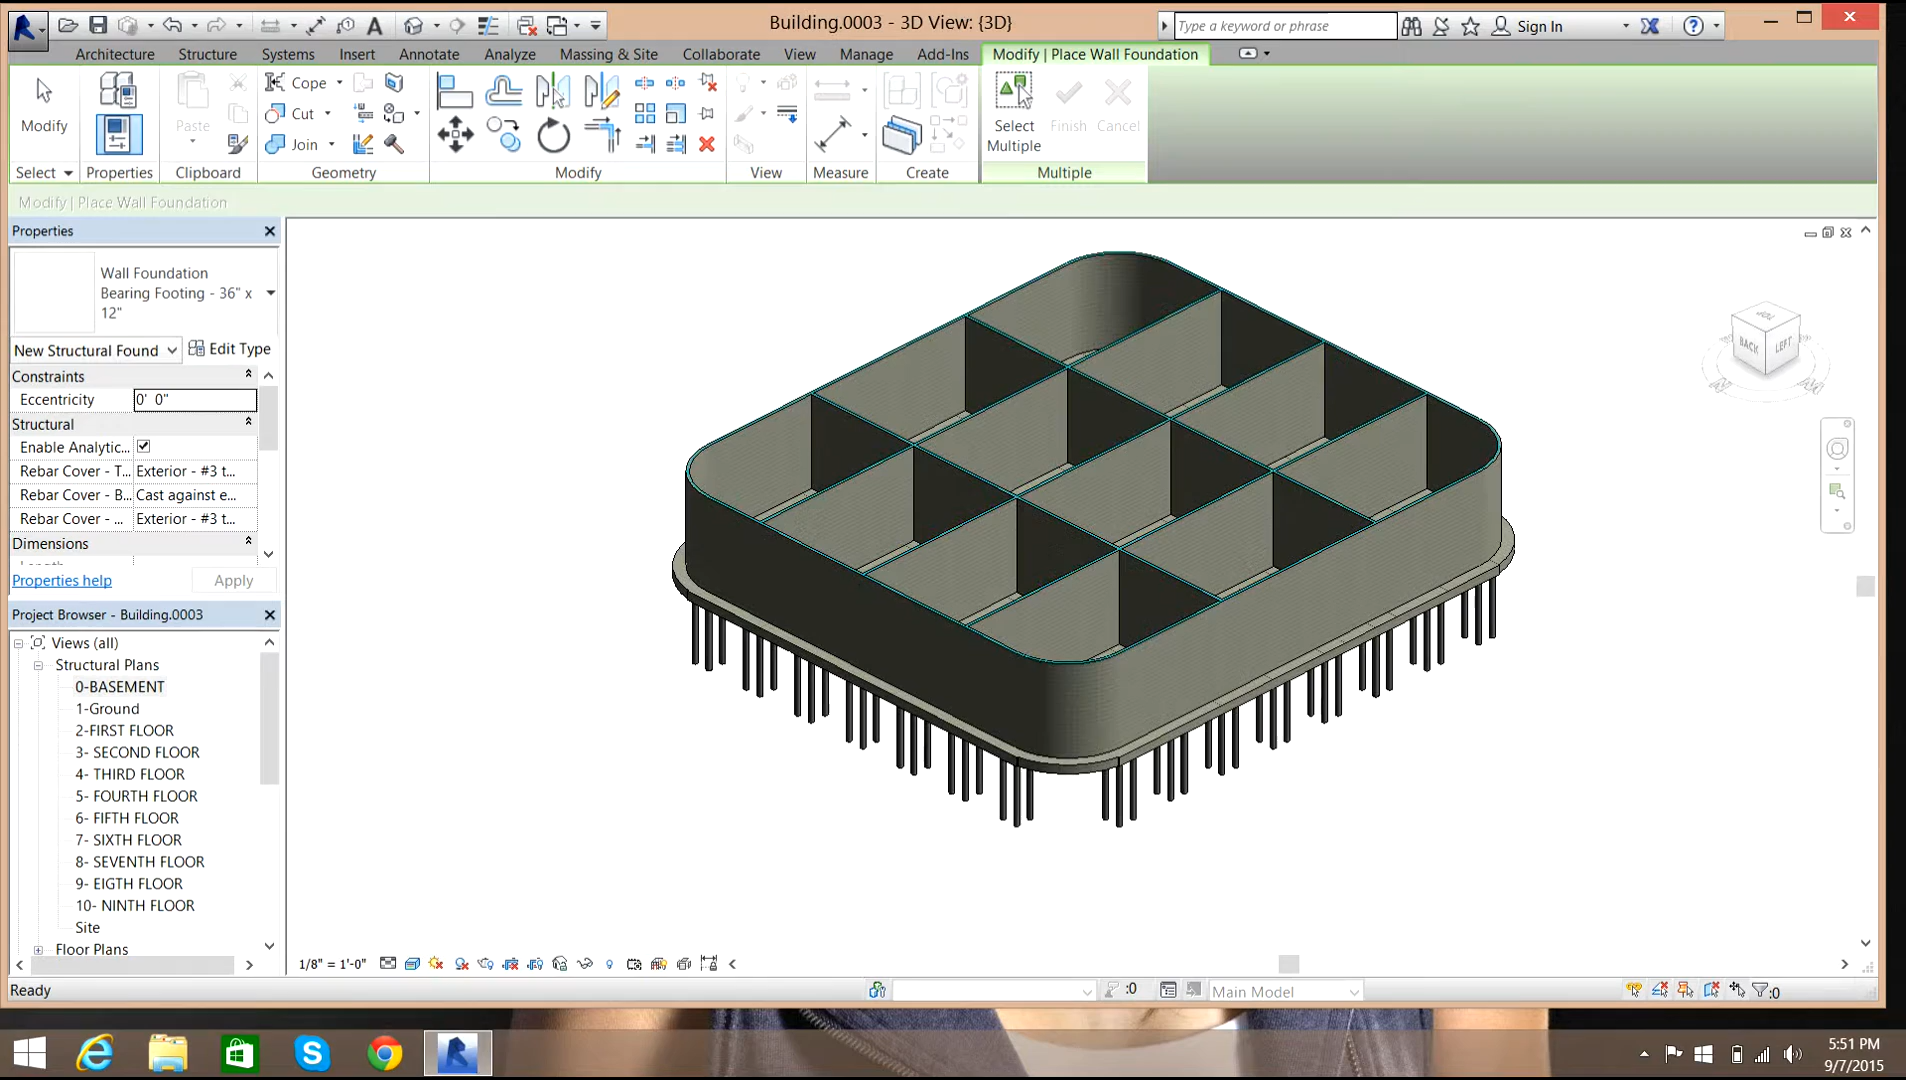 Building.0003 - 3D View: {3D}
Type a keyword or phrase
Sign In
Architecture
Structure
Systems
Insert
Annotate
Analyze
Massing & Site
Collaborate
View
Manage
Add-Ins
Modify | Place Wall Foundation
Modify
Paste
Cope
Cut
Join
Select
Multiple
Finish
Cancel
Select
Properties
Clipboard
Geometry
Modify
View
Measure
Create
Multiple
Modify | Place Wall Foundation
Properties
Wall Foundation
Bearing Footing - 36" x
12"
New Structural Found
Edit Type
Constraints
Eccentricity
0' 0"
Structural
Enable Analytic...
Rebar Cover - T...
Exterior - #3 t...
Rebar Cover - B...
Cast against e...
Rebar Cover - ...
Exterior - #3 t...
Dimensions
Properties help
Apply
Project Browser - Building.0003
Views (all)
Structural Plans
0-BASEMENT
1-Ground
2-FIRST FLOOR
3- SECOND FLOOR
4- THIRD FLOOR
5- FOURTH FLOOR
6- FIFTH FLOOR
7- SIXTH FLOOR
8- SEVENTH FLOOR
9- EIGTH FLOOR
10- NINTH FLOOR
Site
Floor Plans
BACK
LEFT
1/8" = 1'-0"
Ready
:0
Main Model
:0
5:51 PM
9/7/2015